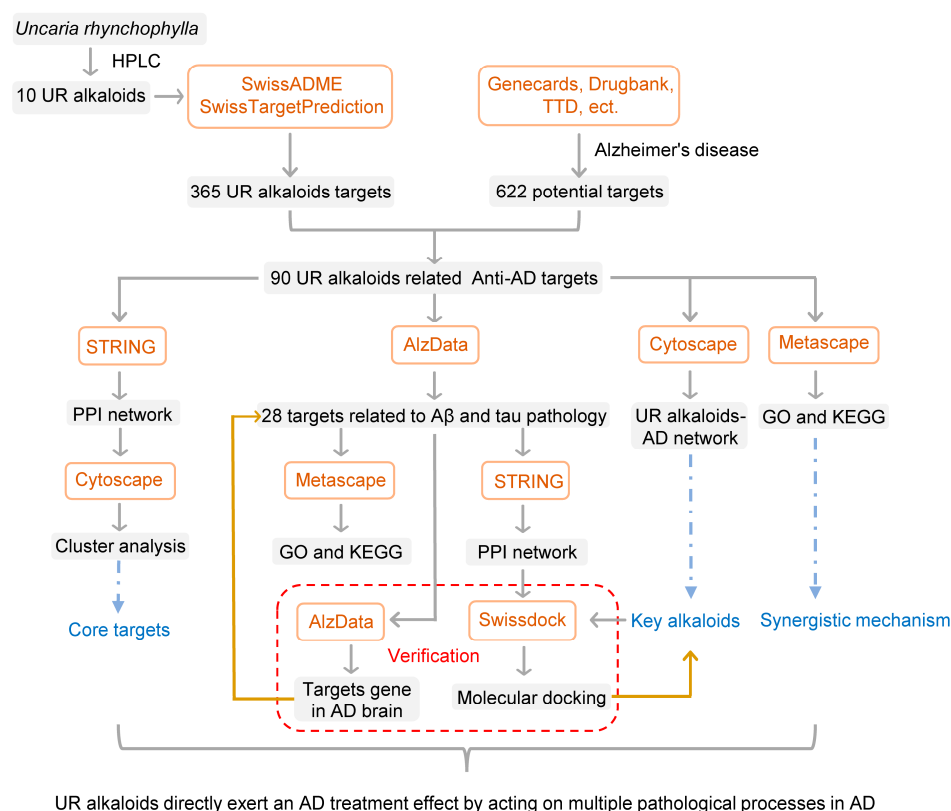 Uncaria rhynchophylla
HPLC
10 UR alkaloids
SwissADME
SwissTargetPrediction
Genecards, Drugbank,
TTD, ect.
Alzheimer's disease
365 UR alkaloids targets
622 potential targets
90 UR alkaloids related Anti-AD targets
STRING
AlzData
Cytoscape
Metascape
PPI network
28 targets related to Aβ and tau pathology
UR alkaloids-
AD network
GO and KEGG
Cytoscape
Metascape
STRING
Cluster analysis
GO and KEGG
PPI network
Core targets
AlzData
Swissdock
Key alkaloids
Synergistic mechanism
Verification
Targets gene
in AD brain
Molecular docking
UR alkaloids directly exert an AD treatment effect by acting on multiple pathological processes in AD